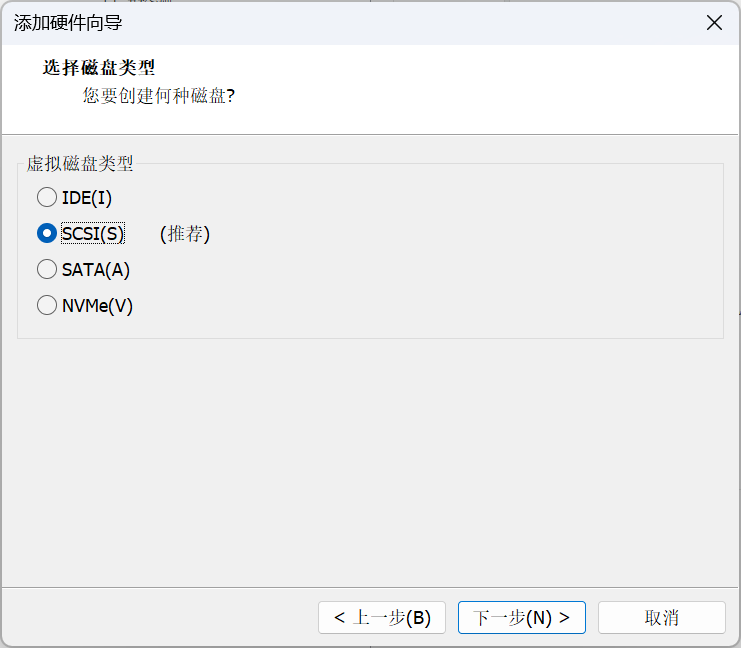 添加硬件向导
选择磁盘类型
您要创建何种磁盘?
虚拟磁盘类型
IDE(I)
SCSI(S) (推荐)
SATA(A)
NVMe(V)
< 上一步(B) 下一步(N) > 取消